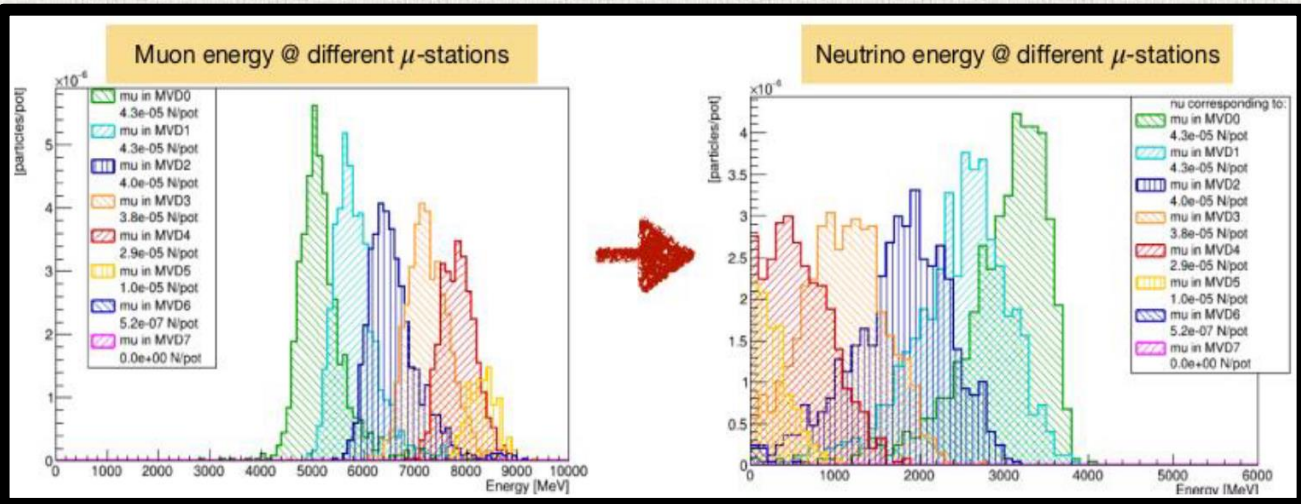 Muon energy @ different μ-stations
×10⁻⁶
[particles/pot]
5
4
3
2
1
0
mu in MVD0
4.3e-05 N/pot
mu in MVD1
4.3e-05 N/pot
mu in MVD2
4.0e-05 N/pot
mu in MVD3
3.8e-05 N/pot
mu in MVD4
2.9e-05 N/pot
mu in MVD5
1.0e-05 N/pot
mu in MVD6
5.2e-07 N/pot
mu in MVD7
0.0e+00 N/pot
0 1000 2000 3000 4000 5000 6000 7000 8000 9000 10000
Energy [MeV]
Neutrino energy @ different μ-stations
×10⁻⁶
[particles/pot]
4
3.5
3
2.5
2
1.5
1
0.5
0
nu corresponding to:
mu in MVD0
4.3e-05 N/pot
mu in MVD1
4.3e-05 N/pot
mu in MVD2
4.0e-05 N/pot
mu in MVD3
3.8e-05 N/pot
mu in MVD4
2.9e-05 N/pot
mu in MVD5
1.0e-05 N/pot
mu in MVD6
5.2e-07 N/pot
mu in MVD7
0.0e+00 N/pot
0 1000 2000 3000 4000 5000 6000
Energy [MeV]